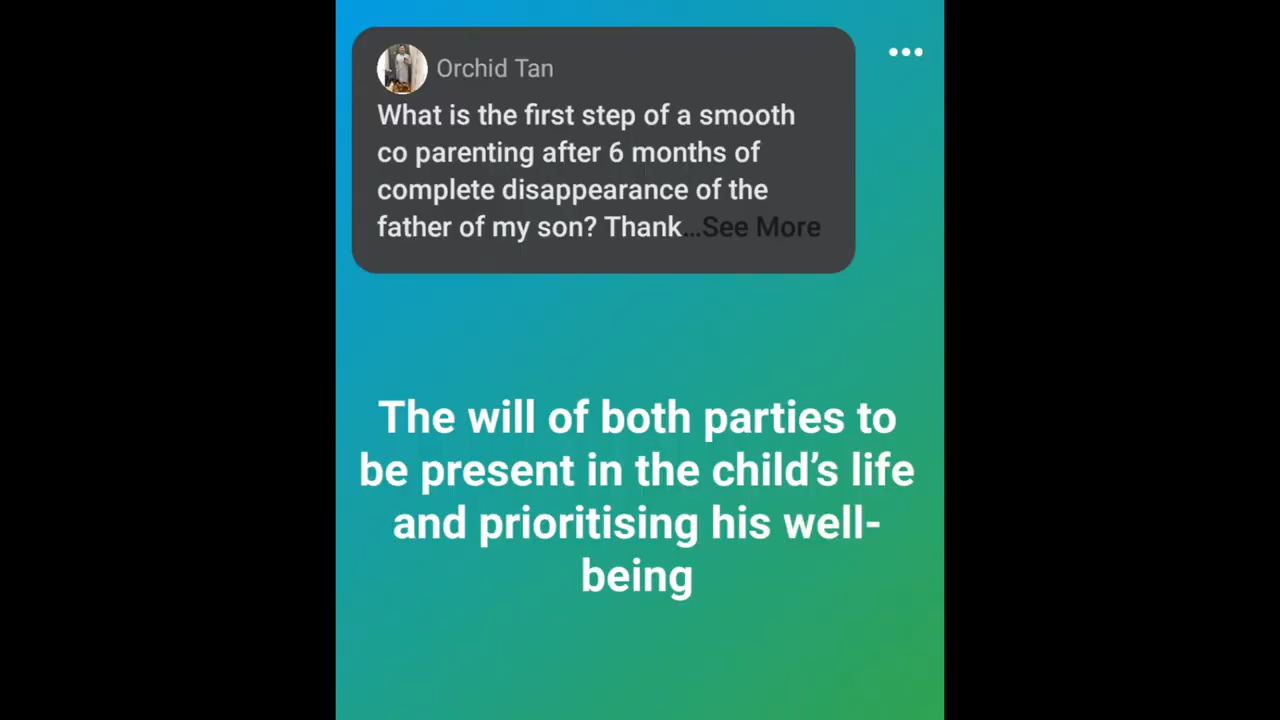 Orchid Tan
What is the first step of a smooth
co parenting after 6 months of
complete disappearance of the
father of my son? Thank...See More
The will of both parties to
be present in the child’s life
and prioritising his well-
being